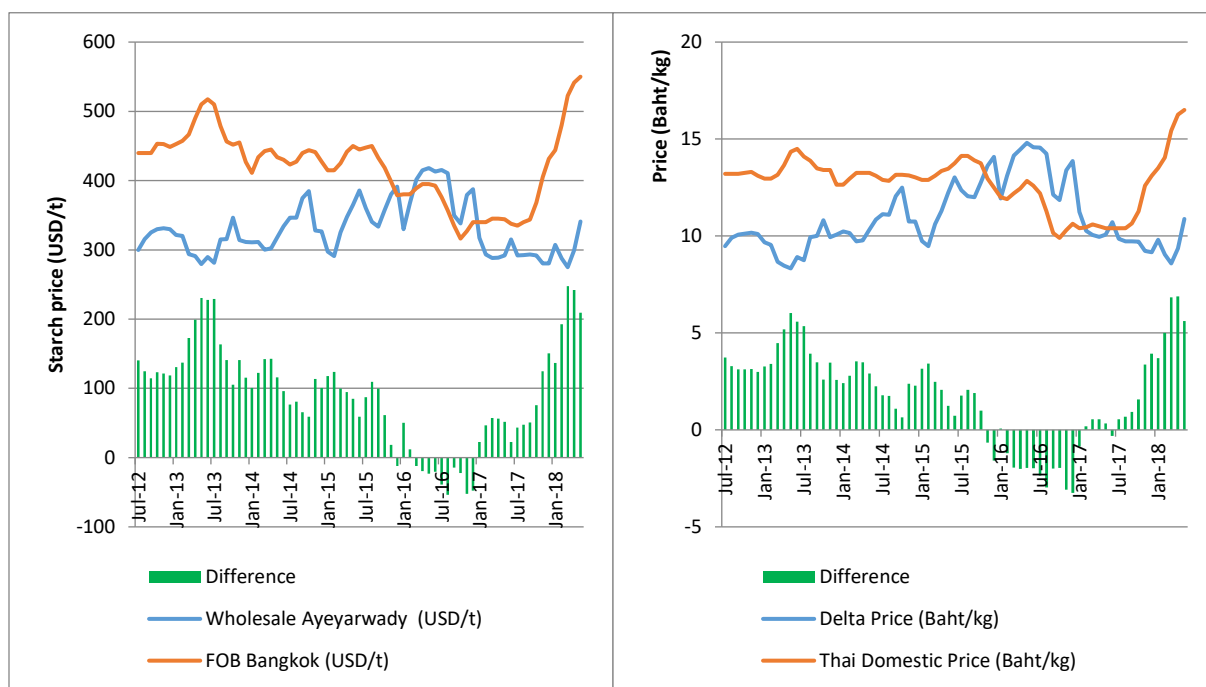 Starch price (USD/t)
600
500
400
300
200
100
0
-100
Jul-12
Jan-13
Jul-13
Jan-14
Jul-14
Jan-15
Jul-15
Jan-16
Jul-16
Jan-17
Jul-17
Jan-18
Difference
Wholesale Ayeyarwady (USD/t)
FOB Bangkok (USD/t)
Price (Baht/kg)
20
15
10
5
0
-5
Jul-12
Jan-13
Jul-13
Jan-14
Jul-14
Jan-15
Jul-15
Jan-16
Jul-16
Jan-17
Jul-17
Jan-18
Difference
Delta Price (Baht/kg)
Thai Domestic Price (Baht/kg)